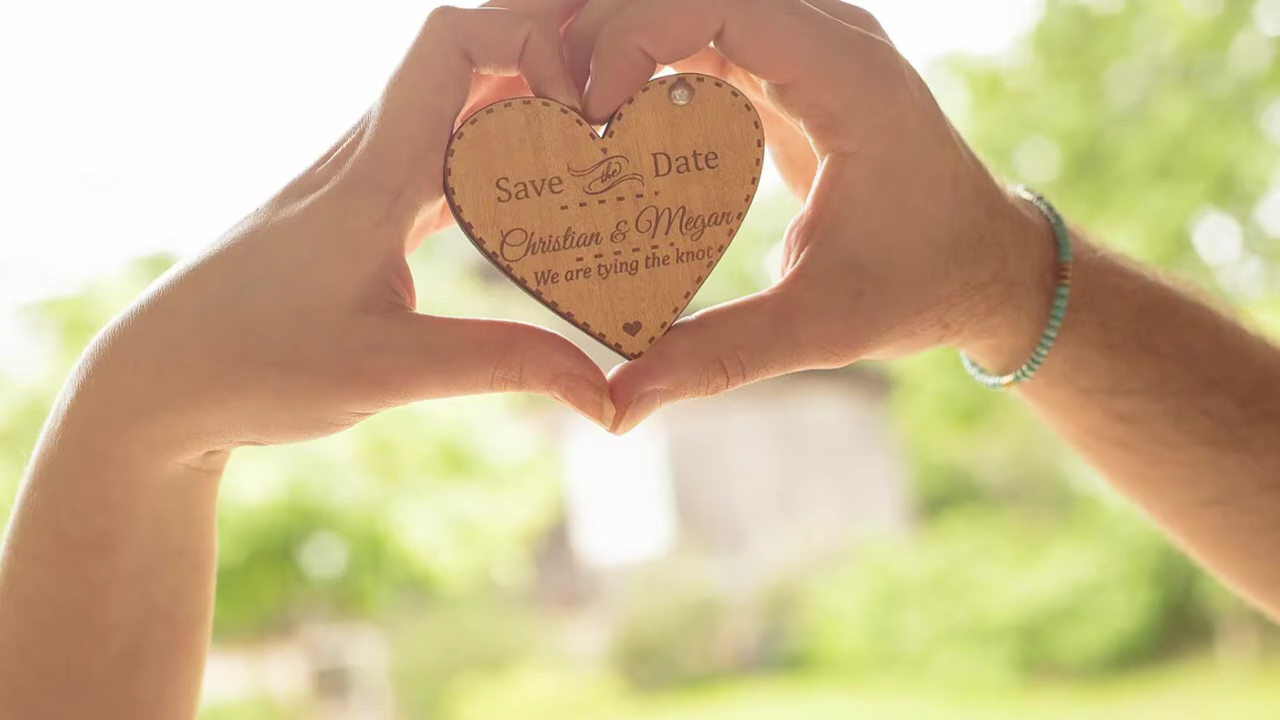 Save the Date
Christian & Megan
We are tying the knot